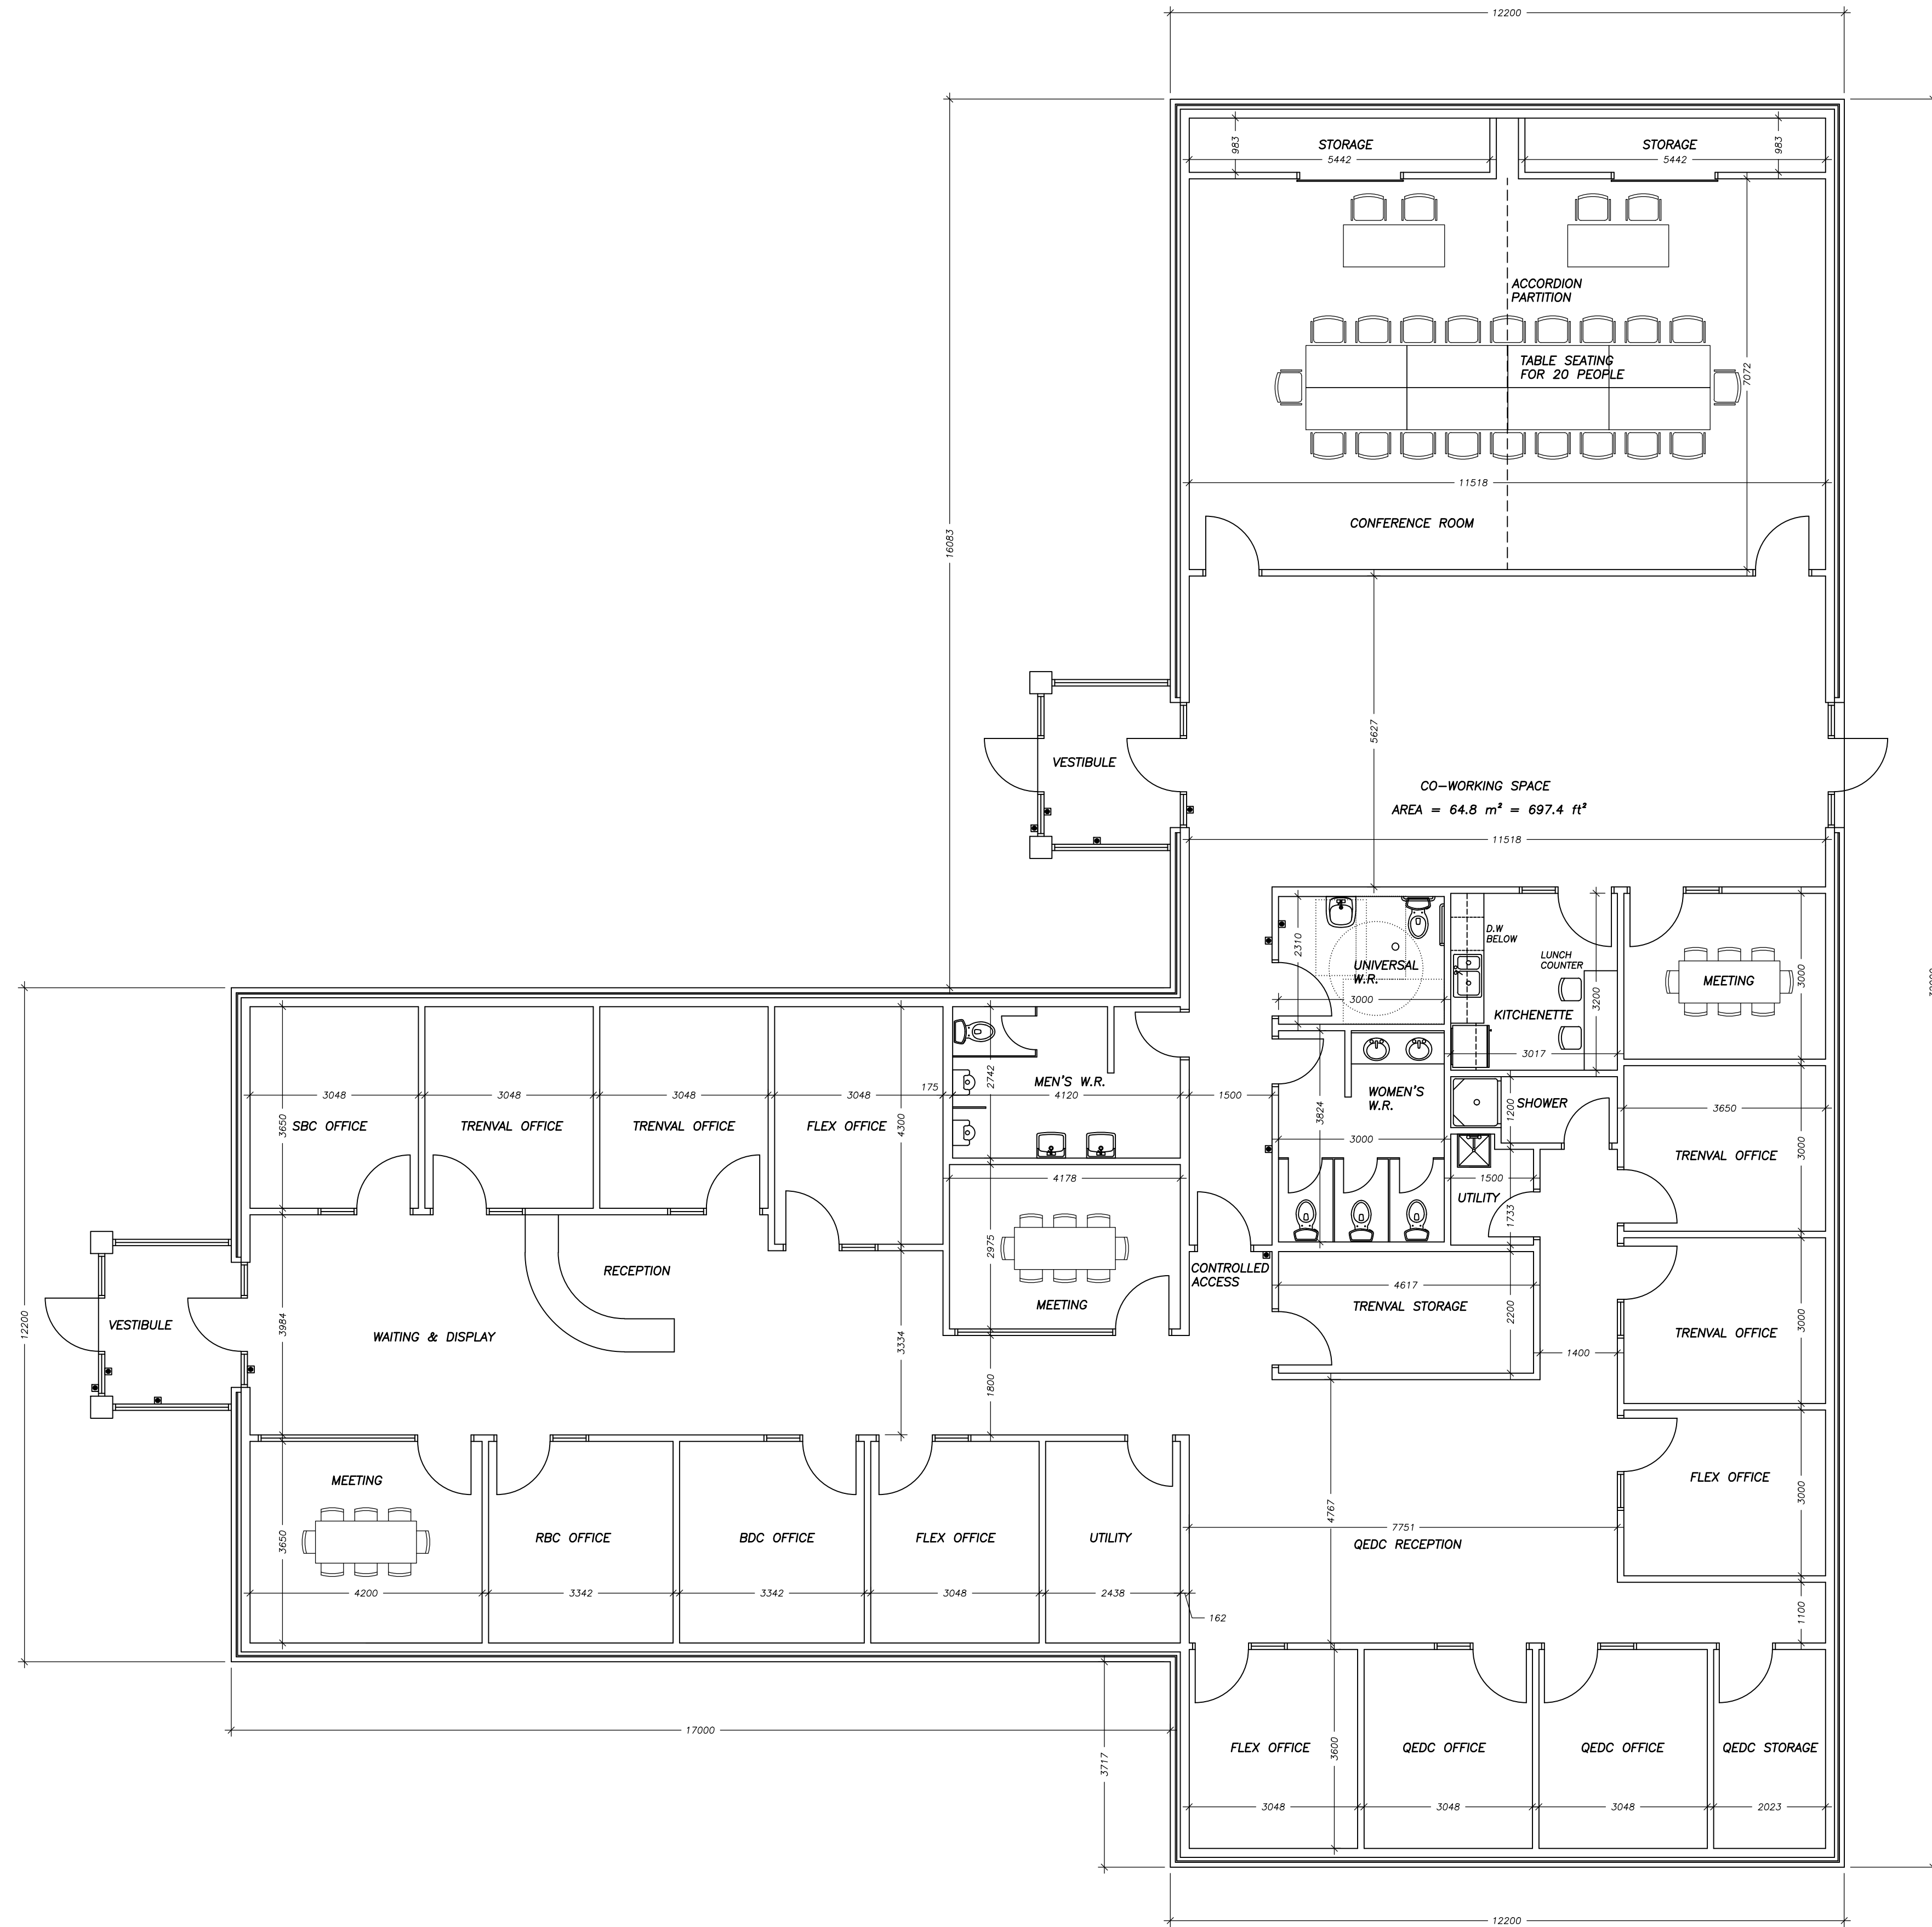 12200
983
STORAGE
5442
STORAGE
5442
983
ACCORDION
PARTITION
TABLE SEATING
FOR 20 PEOPLE
7072
11518
CONFERENCE ROOM
16083
5627
VESTIBULE
CO-WORKING SPACE
AREA = 64.8 m² = 697.4 ft²
11518
2310
UNIVERSAL
W.R.
3000
D.W
BELOW
LUNCH
COUNTER
KITCHENETTE
3200
3017
MEETING
3000
3048
3650
SBC OFFICE
3048
TRENVAL OFFICE
3048
TRENVAL OFFICE
3048
FLEX OFFICE
4300
175
2742
MEN'S W.R.
4120
1500
3824
WOMEN'S
W.R.
3000
SHOWER
1200
3650
TRENVAL OFFICE
3000
1500
UTILITY
1733
4178
2975
MEETING
CONTROLLED
ACCESS
4617
TRENVAL STORAGE
2200
1400
TRENVAL OFFICE
3000
12200
VESTIBULE
3984
WAITING & DISPLAY
RECEPTION
3334
1800
MEETING
3650
4200
RBC OFFICE
3342
BDC OFFICE
3342
FLEX OFFICE
3048
UTILITY
2438
162
4767
7751
QEDC RECEPTION
FLEX OFFICE
3000
1100
17000
3717
FLEX OFFICE
3600
3048
QEDC OFFICE
3048
QEDC OFFICE
3048
QEDC STORAGE
2023
12200